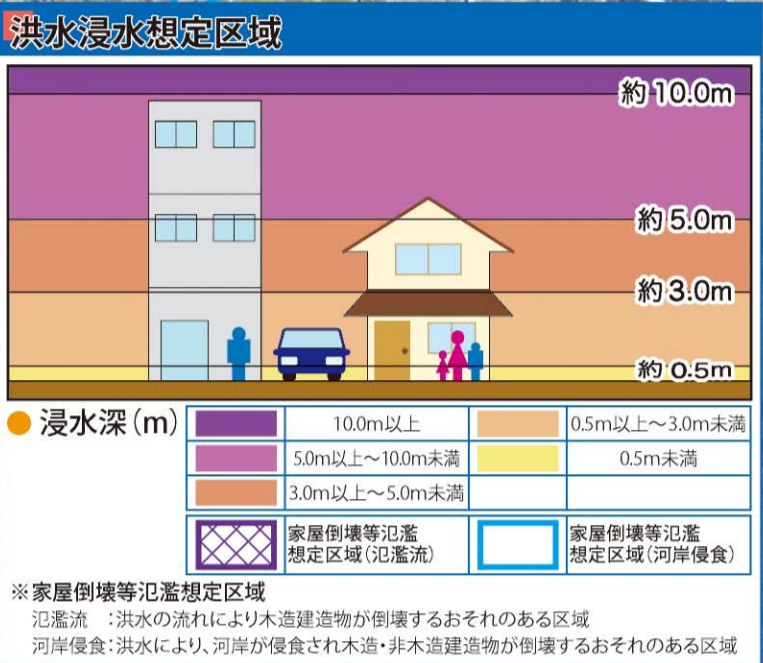 洪水浸水想定区域
約10.0m
約5.0m
約3.0m
約0.5m
●浸水深(m)
10.0m以上
0.5m以上～3.0m未満
5.0m以上～10.0m未満
0.5m未満
3.0m以上～5.0m未満
家屋倒壊等氾濫
想定区域(氾濫流)
家屋倒壊等氾濫
想定区域(河岸侵食)
※家屋倒壊等氾濫想定区域
氾濫流　:洪水の流れにより木造建造物が倒壊するおそれのある区域
河岸侵食:洪水により、河岸が侵食され木造・非木造建造物が倒壊するおそれのある区域